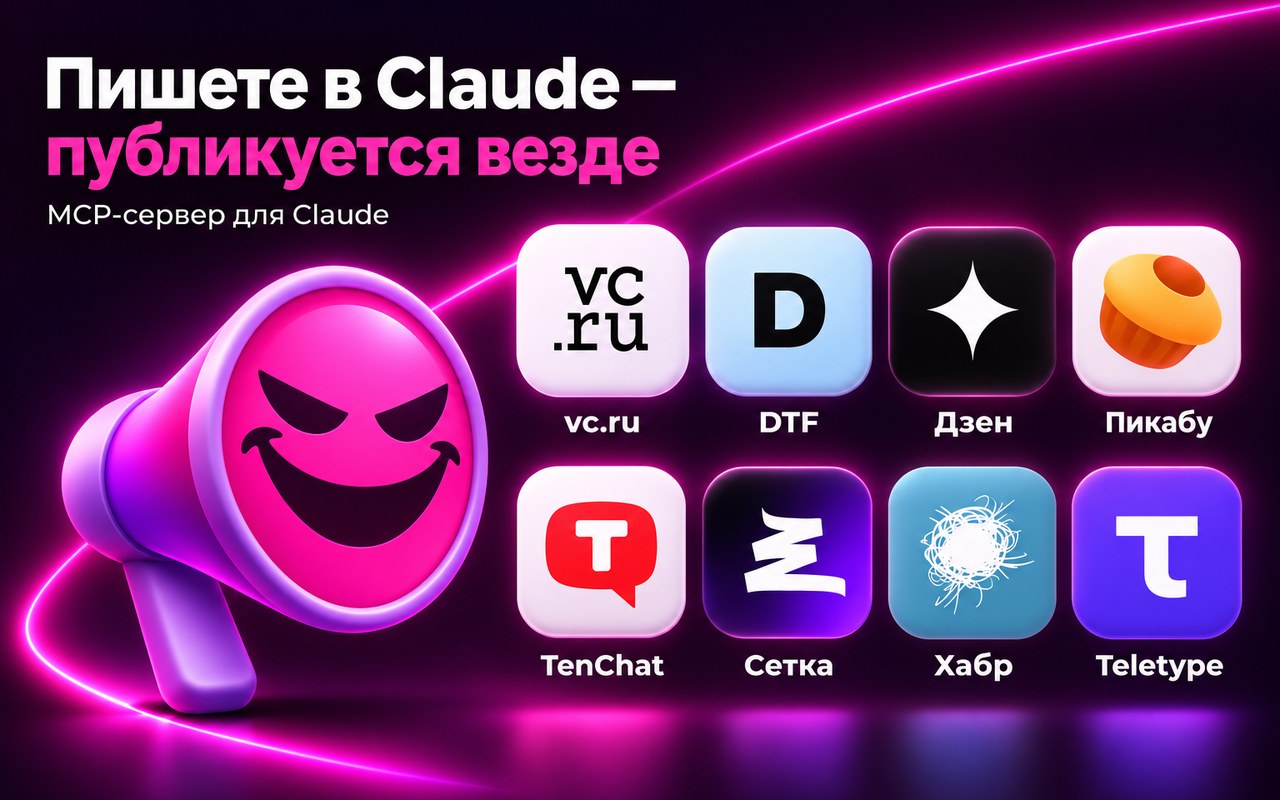 Пишете в Claude —
публикуется везде
MCP-сервер для Claude
vc
.ru
D
vc.ru
DTF
Дзен
Пикабу
T
T
TenChat
Сетка
Хабр
Teletype